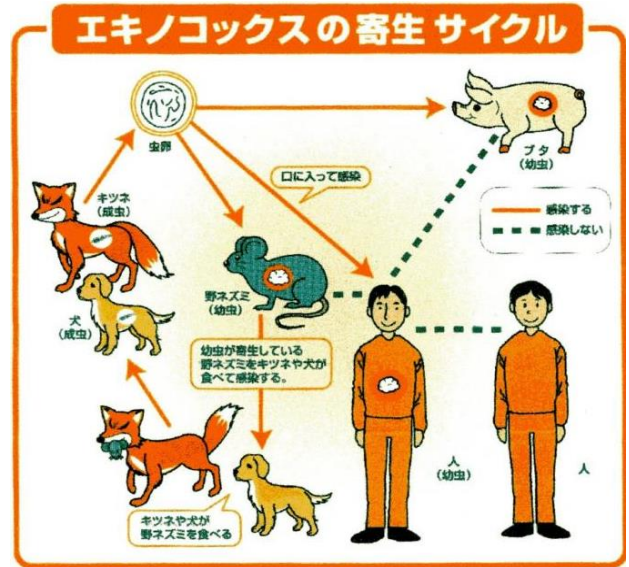 エキノコックスの寄生サイクル
虫卵
ブタ
(幼虫)
口に入って感染
キツネ
(成虫)
感染する
感染しない
犬
(成虫)
野ネズミ
(幼虫)
幼虫が寄生している
野ネズミをキツネや犬が
食べて感染する。
人
(幼虫)
人
キツネや犬が
野ネズミを食べる